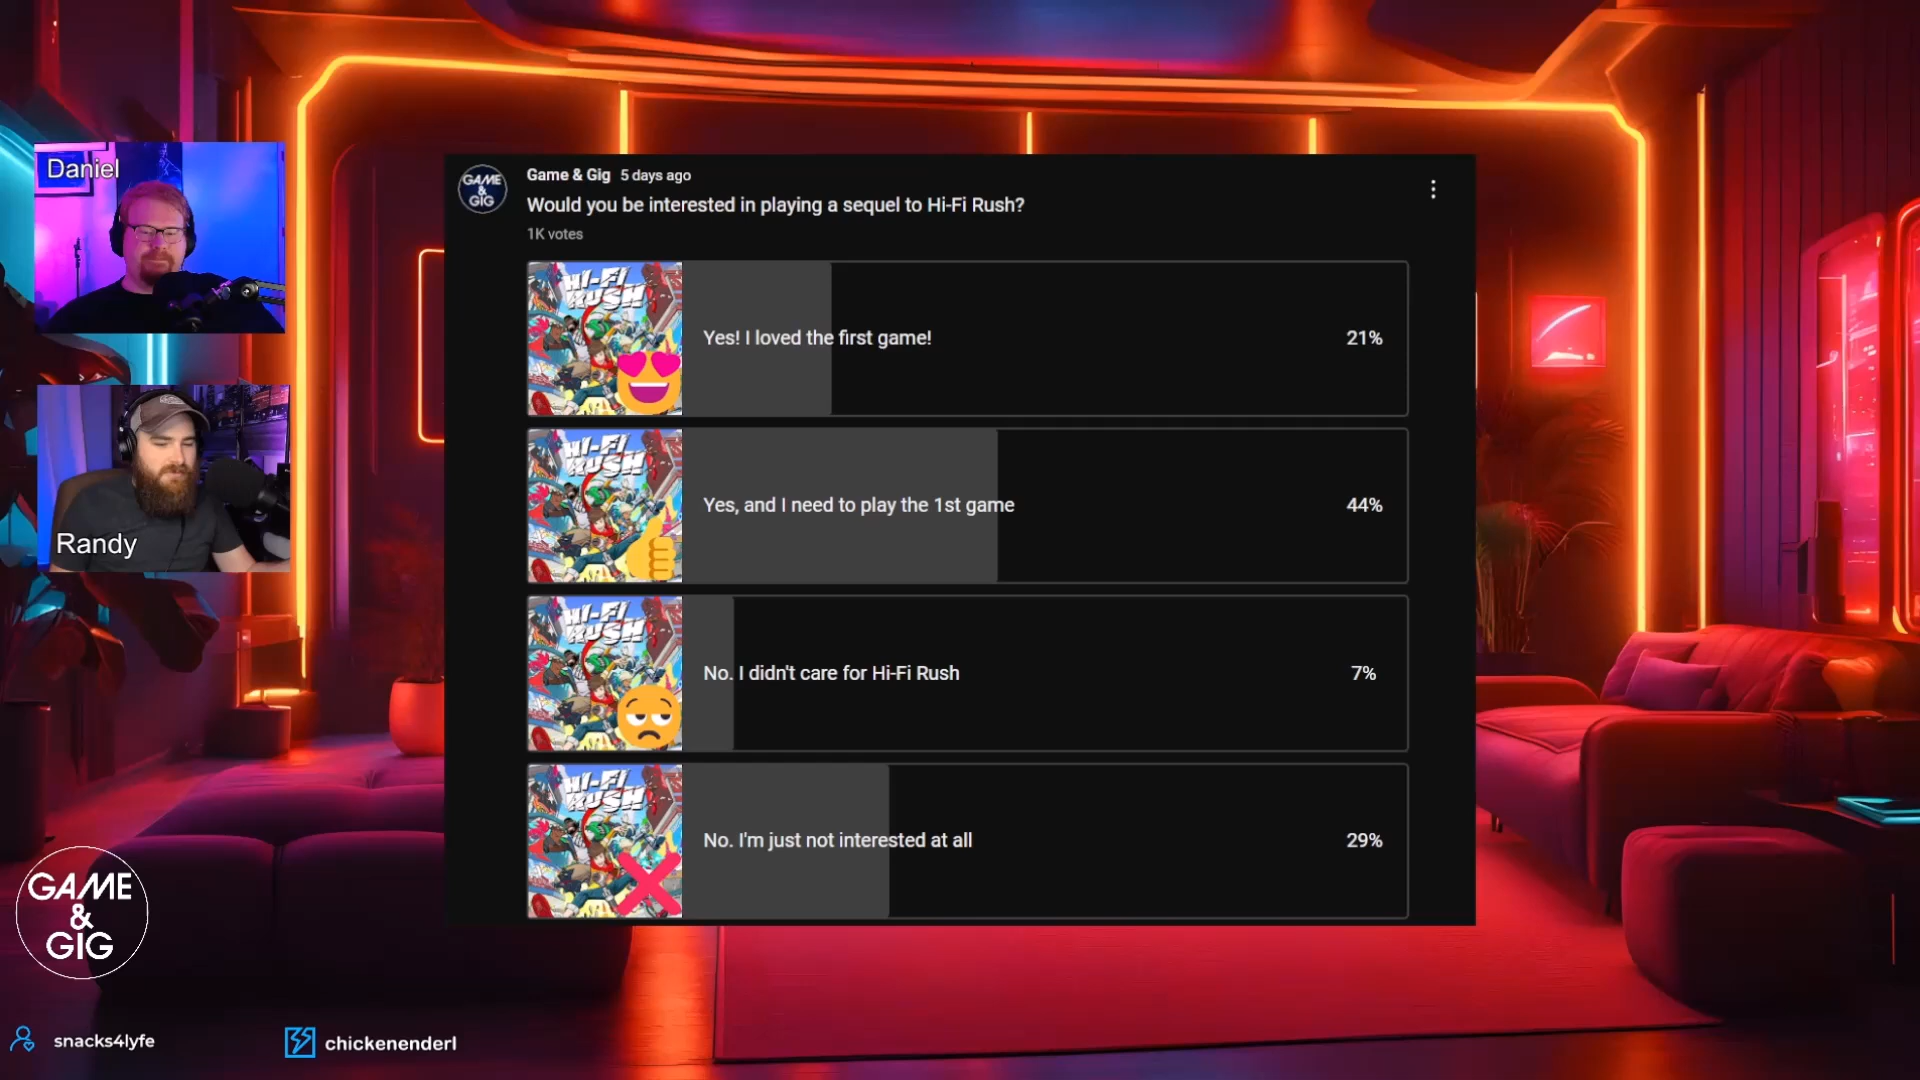 Daniel
Randy
GAME
&
GIG
Game & Gig 5 days ago
Would you be interested in playing a sequel to Hi-Fi Rush?
1K votes
HI-FI
RUSH
Yes! I loved the first game!
21%
HI-FI
RUSH
Yes, and I need to play the 1st game
44%
HI-FI
RUSH
No. I didn't care for Hi-Fi Rush
7%
HI-FI
RUSH
No. I'm just not interested at all
29%
GAME
&
GIG
snacks4lyfe
chickenenderl